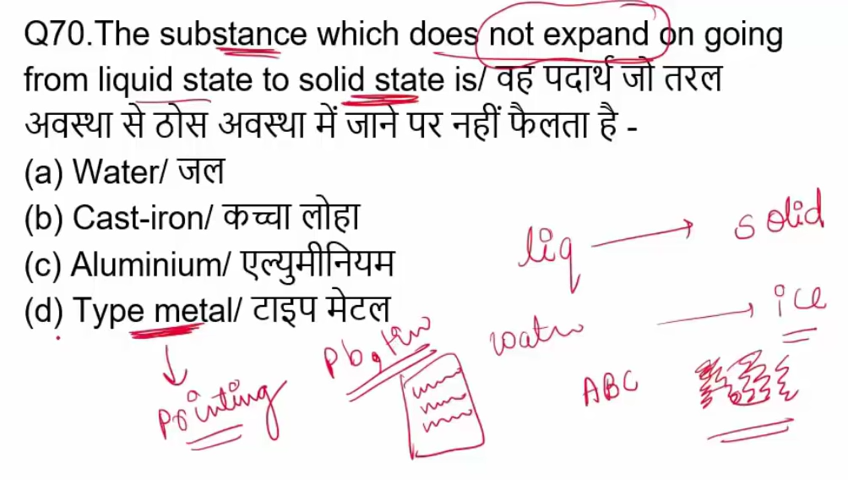 Q70.The substance which does not expand on going
from liquid state to solid state is/ वह पदार्थ जो तरल
अवस्था से ठोस अवस्था में जाने पर नहीं फैलता है -
(a) Water/ जल
(b) Cast-iron/ कच्चा लोहा
(c) Aluminium/ एल्युमीनियम
(d) Type metal/ टाइप मेटल
liq → solid
water → ice
Pb,
ABC
printing